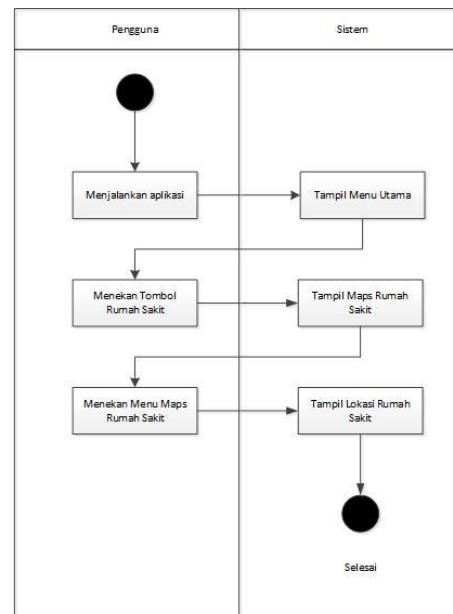 Pengguna
Sistem
Menjalankan aplikasi
Tampil Menu Utama
Menekan Tombol
Rumah Sakit
Tampil Maps Rumah
Sakit
Menekan Menu Maps
Rumah Sakit
Tampil Lokasi Rumah
Sakit
Selesai